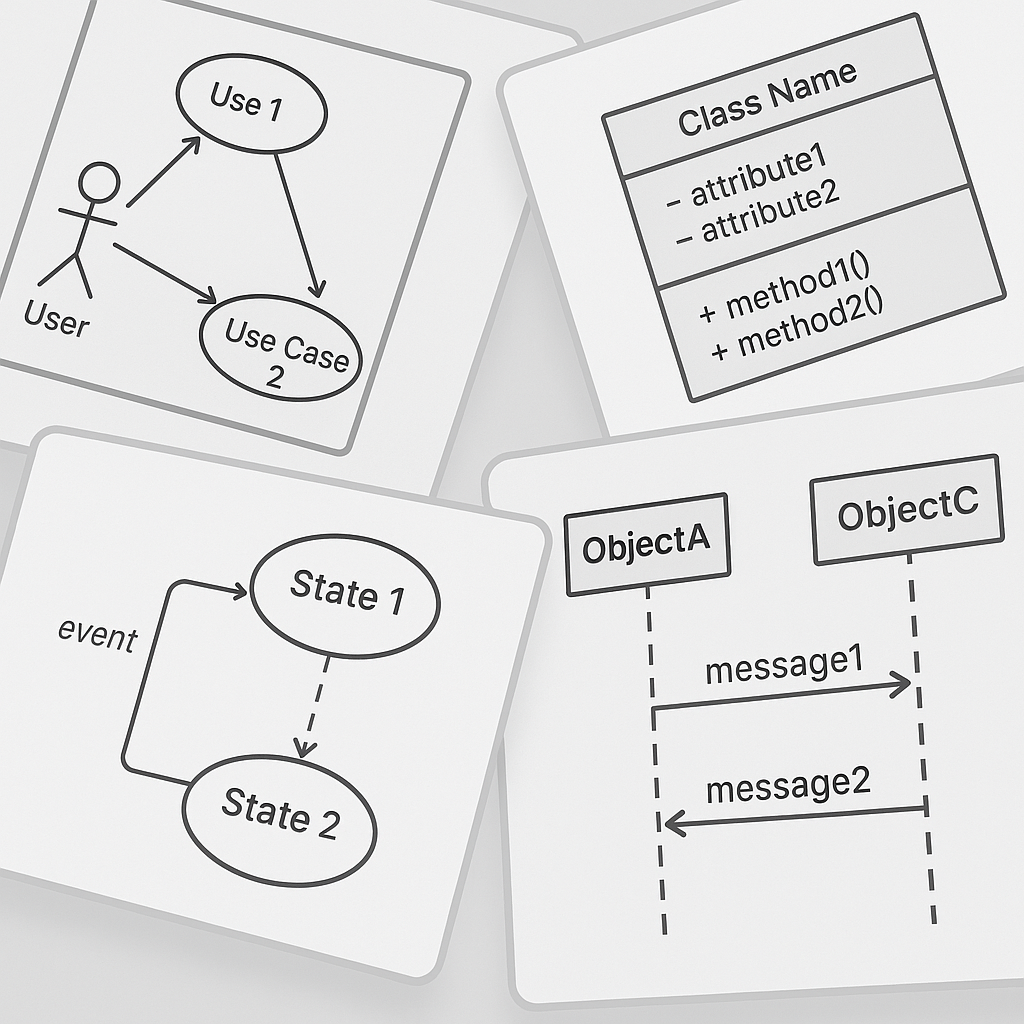 Use 1
User
Use Case
2
Class Name
– attribute1
– attribute2
+ method1()
+ method2()
State 1
event
State 2
ObjectA
ObjectC
message1
message2